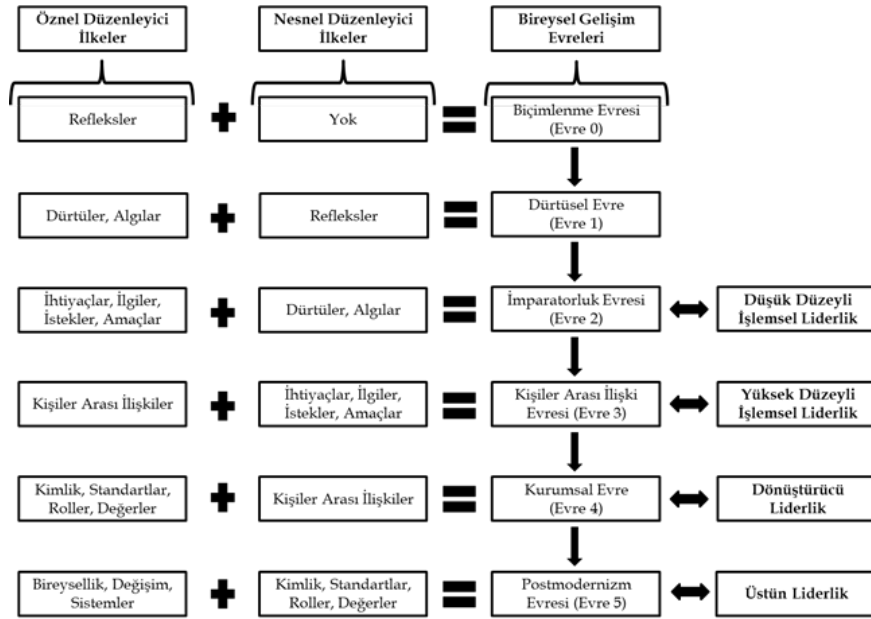 Öznel Düzenleyici
İlkeler
Nesnel Düzenleyici
İlkeler
Bireysel Gelişim
Evreleri
Refleksler
Yok
Biçimlenme Evresi
(Evre 0)
Dürtüler, Algılar
Refleksler
Dürtüsel Evre
(Evre 1)
İhtiyaçlar, İlgiler,
İstekler, Amaçlar
Dürtüler, Algılar
İmparatorluk Evresi
(Evre 2)
Düşük Düzeyli
İşlemsel Liderlik
Kişiler Arası İlişkiler
İhtiyaçlar, İlgiler,
İstekler, Amaçlar
Kişiler Arası İlişki
Evresi (Evre 3)
Yüksek Düzeyli
İşlemsel Liderlik
Kimlik, Standartlar,
Roller, Değerler
Kişiler Arası İlişkiler
Kurumsal Evre
(Evre 4)
Dönüştürücü
Liderlik
Bireysellik, Değişim,
Sistemler
Kimlik, Standartlar,
Roller, Değerler
Postmodernizm
Evresi (Evre 5)
Üstün Liderlik